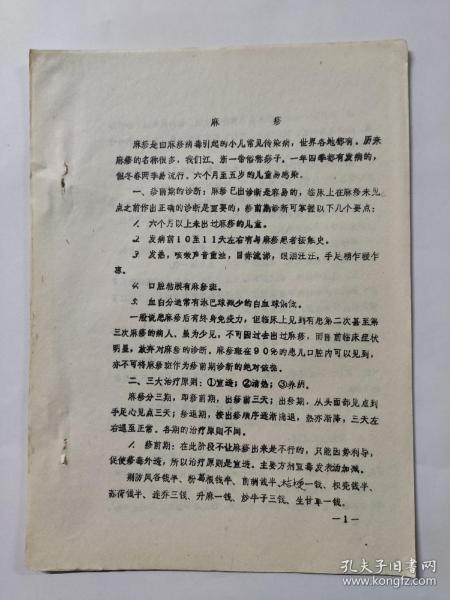 麻　疹
麻疹是由麻疹病毒引起的小儿常见传染病，世界各地都有。历来
麻疹的名称很多，我们江、浙一带俗称痧子。一年四季都有发病的，
但冬春两季易流行。六个月至五岁的儿童易感染。
一、疹前期的诊断：麻疹已出诊断是容易的，临床上在麻疹未见
点之前作出正确的诊断是重要的，疹前期诊断可掌握以下几个要点：
1. 六个月以上未出过麻疹的儿童。
2. 发病前10至11天左右有与麻疹患者接触史。
3. 发热，咳嗽声音重浊，目赤流涕，眼泪汪汪，手足稍乍暖乍
冻。
4. 口腔粘膜有麻疹斑。
5. 血白分通常有淋巴球减少的白血球
一般说患麻疹后有终身免疫力，但临床上见到有患第二次甚至第
三次麻疹的病人。虽为少见，不可因过去出过麻疹，而目前临床症状
明显，放弃对麻疹的诊断。麻疹斑在90%的患儿口腔内可以见到，
亦不可将麻疹斑作为疹前期诊断的绝对依据。
二、三大治疗原则：①宣透；②清热；③养阴。
麻疹分三期，即疹前期，出疹前三天；出疹期，从头面部见点到
手足心见点三天；疹退期，按出疹顺序逐渐隐退，热亦渐降，三天左
右退至正常。各期的治疗原则不同。
1. 疹前期：在此阶段不让麻疹出来是不行的，只能因势利导，
促使疹毒外透，所以治疗原则是宣透。主要方剂宣毒发表汤加减。
荆防风各钱半、粉葛根钱半、前胡钱半、桔梗一钱、枳壳钱半、
苏荷钱半、连乔三钱、升麻一钱、炒牛子三钱、生甘草一钱。
—1—
孔夫子旧书网
www.kongfz.com